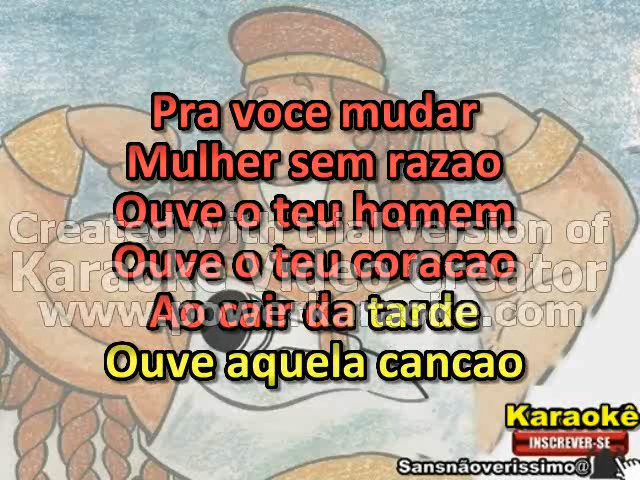 Pra voce mudar
Mulher sem razao
Ouve o teu homem
Created with trial version of
Ouve o teu coracao
Karaoke Video Creator
Ao cair da tarde
Ouve aquela cancao
Karaokê
INSCREVER-SE
Sansnãoverissimo@